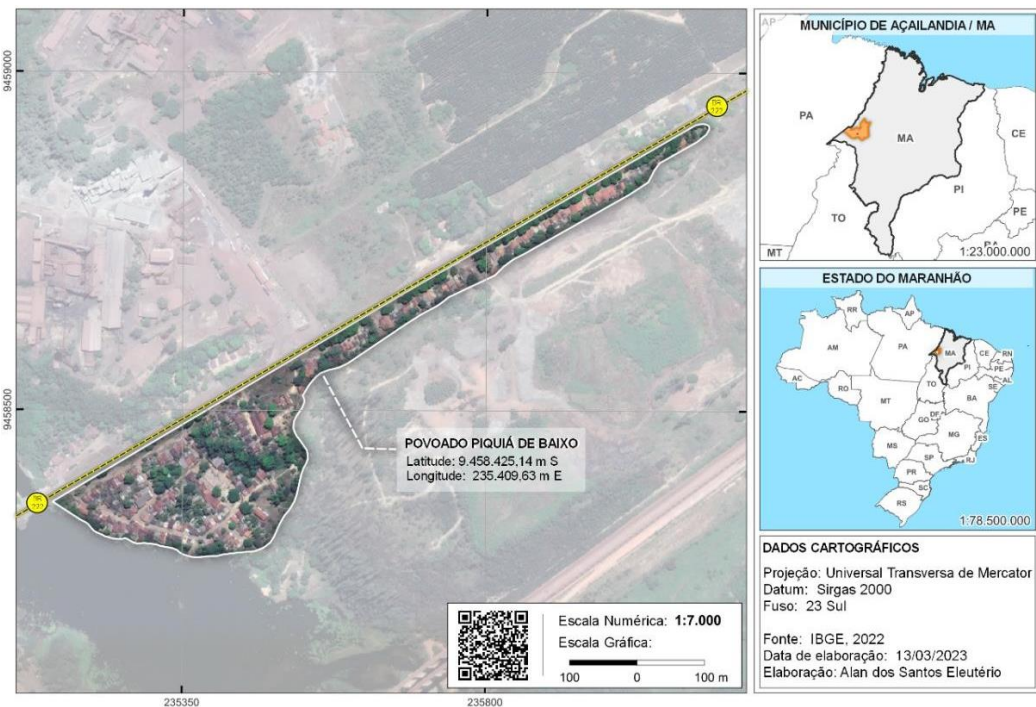 9459000
9458500
BR
222
BR
222
POVOADO PIQUIÁ DE BAIXO
Latitude: 9.458.425,14 m S
Longitude: 235.409,63 m E
Escala Numérica: 1:7.000
Escala Gráfica:
100 0 100 m
235350
235800
MUNICÍPIO DE AÇAILANDIA / MA
AP
PA
MA
CE
PI
TO
PE
MT
1:23.000.000
ESTADO DO MARANHÃO
RR
AP
AM
PA
MA
CE
RN
PI
PE
AC
TO
AL
RO
SE
MT
BA
DF
GO
MG
MS
ES
SP
RJ
PR
SC
RS
1:78.500.000
DADOS CARTOGRÁFICOS
Projeção: Universal Transversa de Mercator
Datum: Sirgas 2000
Fuso: 23 Sul
Fonte: IBGE, 2022
Data de elaboração: 13/03/2023
Elaboração: Alan dos Santos Eleutério